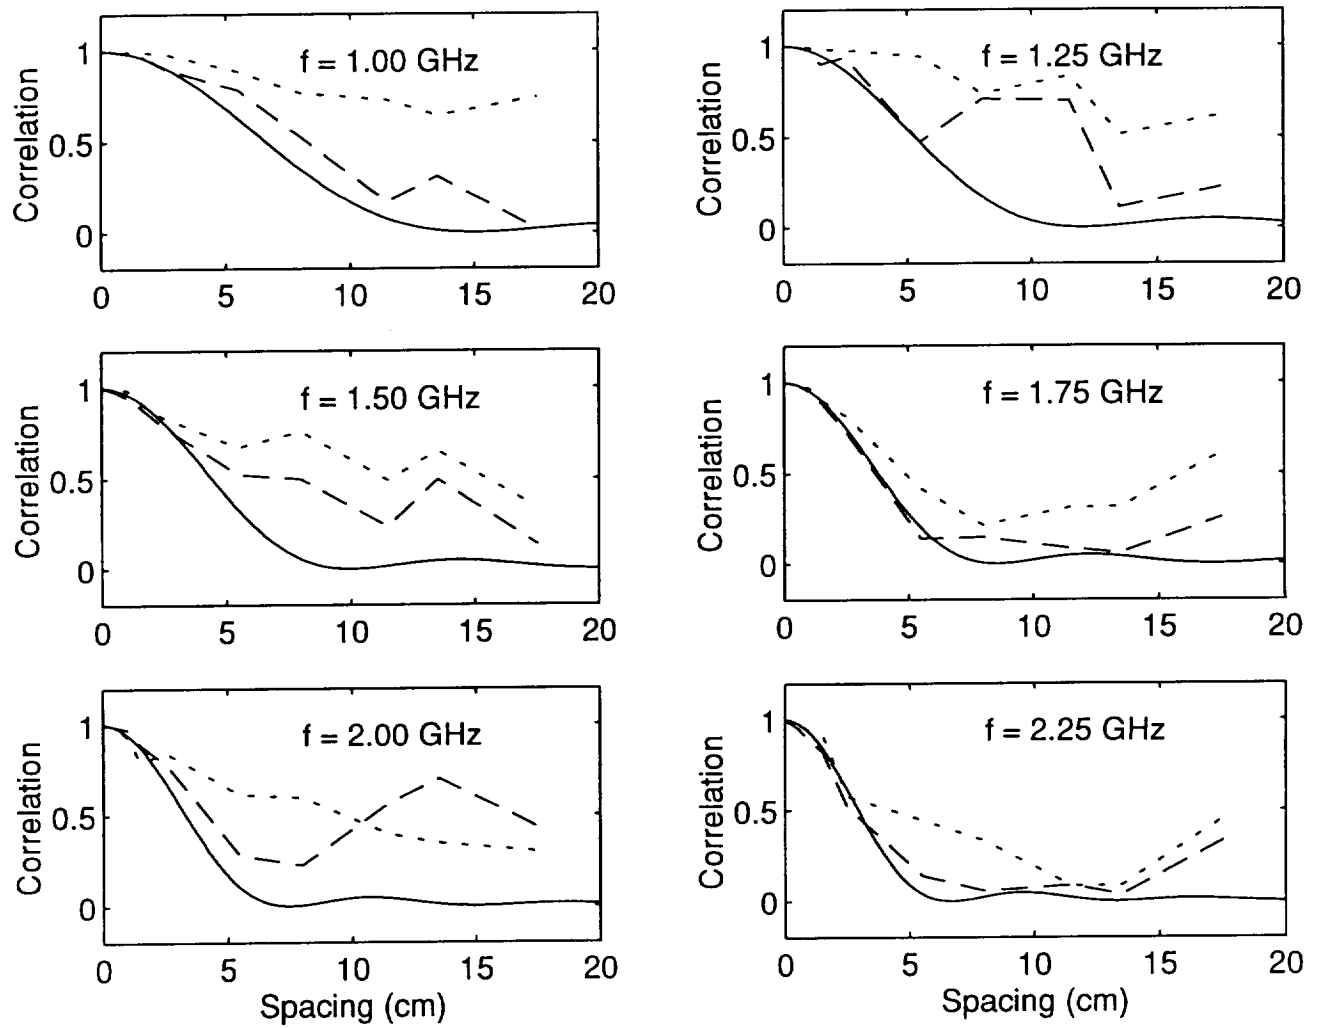 f = 1.00 GHz
Correlation
1
0.5
0
0 5 10 15 20
f = 1.25 GHz
Correlation
1
0.5
0
0 5 10 15 20
f = 1.50 GHz
Correlation
1
0.5
0
0 5 10 15 20
f = 1.75 GHz
Correlation
1
0.5
0
0 5 10 15 20
f = 2.00 GHz
Correlation
1
0.5
0
0 5 10 15 20
Spacing (cm)
f = 2.25 GHz
Correlation
1
0.5
0
0 5 10 15 20
Spacing (cm)